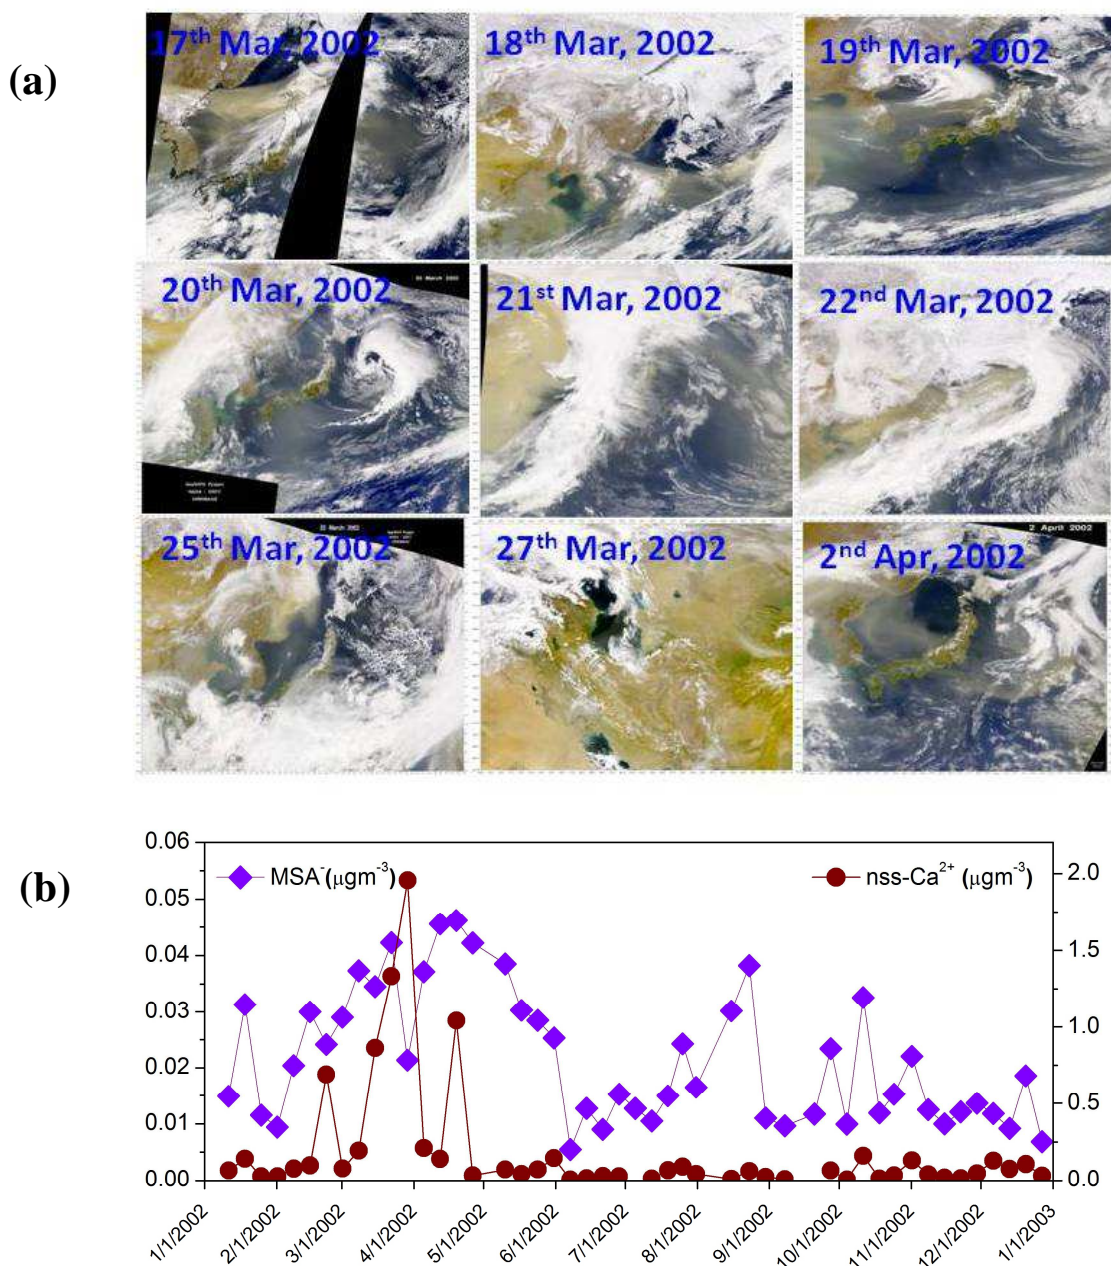 (a)
17th Mar, 2002
18th Mar, 2002
19th Mar, 2002
20th Mar, 2002
21st Mar, 2002
22nd Mar, 2002
25th Mar, 2002
27th Mar, 2002
2nd Apr, 2002
2 April 2002
(b)
MSA⁻(μgm⁻³)
nss-Ca²⁺ (μgm⁻³)
0.06
0.05
0.04
0.03
0.02
0.01
0.00
2.0
1.5
1.0
0.5
0.0
1/1/2002
2/1/2002
3/1/2002
4/1/2002
5/1/2002
6/1/2002
7/1/2002
8/1/2002
9/1/2002
10/1/2002
11/1/2002
12/1/2002
1/1/2003